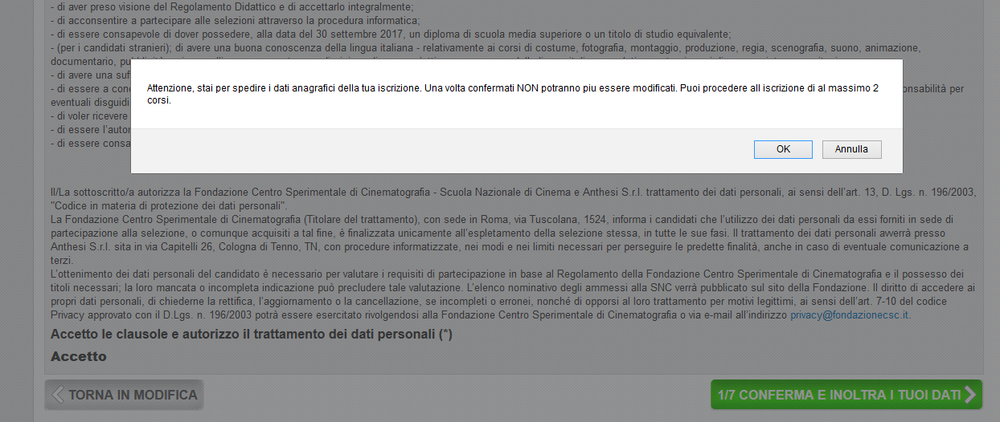 - di aver preso visione del Regolamento Didattico e di accettarlo integralmente;
- di acconsentire a partecipare alle selezioni attraverso la procedura informatica;
- di essere consapevole di dover possedere, alla data del 30 settembre 2017, un diploma di scuola media superiore o un titolo di studio equivalente;
- (per i candidati stranieri); di avere una buona conoscenza della lingua italiana - relativamente ai corsi di costume, fotografia, montaggio, produzione, regia, scenografia, suono, animazione,
documentario,
- di avere una suf
- di essere a con
onsabilità per
eventuali disguidi
- di voler ricevere
- di essere l'autor
- di essere consa
Attenzione, stai per spedire i dati anagrafici della tua iscrizione. Una volta confermati NON potranno piu essere modificati. Puoi procedere all iscrizione di al massimo 2
corsi.
OK
Annulla
Il/La sottoscritto/a autorizza la Fondazione Centro Sperimentale di Cinematografia - Scuola Nazionale di Cinema e Anthesi S.r.l. trattamento dei dati personali, ai sensi dell'art. 13, D. Lgs. n. 196/2003,
"Codice in materia di protezione dei dati personali".
La Fondazione Centro Sperimentale di Cinematografia (Titolare del trattamento), con sede in Roma, via Tuscolana, 1524, informa i candidati che l'utilizzo dei dati personali da essi forniti in sede di
partecipazione alla selezione, o comunque acquisiti a tal fine, è finalizzata unicamente all'espletamento della selezione stessa, in tutte le sue fasi. Il trattamento dei dati personali avverrà presso
Anthesi S.r.l. sita in via Capitelli 26, Cologna di Tenno, TN, con procedure informatizzate, nei modi e nei limiti necessari per perseguire le predette finalità, anche in caso di eventuale comunicazione a
terzi.
L'ottenimento dei dati personali del candidato è necessario per valutare i requisiti di partecipazione in base al Regolamento della Fondazione Centro Sperimentale di Cinematografia e il possesso dei
titoli necessari; la loro mancata o incompleta indicazione può precludere tale valutazione. L'elenco nominativo degli ammessi alla SNC verrà pubblicato sul sito della Fondazione. Il diritto di accedere ai
propri dati personali, di chiederne la rettifica, l'aggiornamento o la cancellazione, se incompleti o erronei, nonché di opporsi al loro trattamento per motivi legittimi, ai sensi dell'art. 7-10 del codice
Privacy approvato con il D.Lgs. n. 196/2003 potrà essere esercitato rivolgendosi alla Fondazione Centro Sperimentale di Cinematografia o via e-mail all'indirizzo privacy@fondazionecsc.it.
Accetto le clausole e autorizzo il trattamento dei dati personali (*)
Accetto
TORNA IN MODIFICA
1/7 CONFERMA E INOLTRA I TUOI DATI